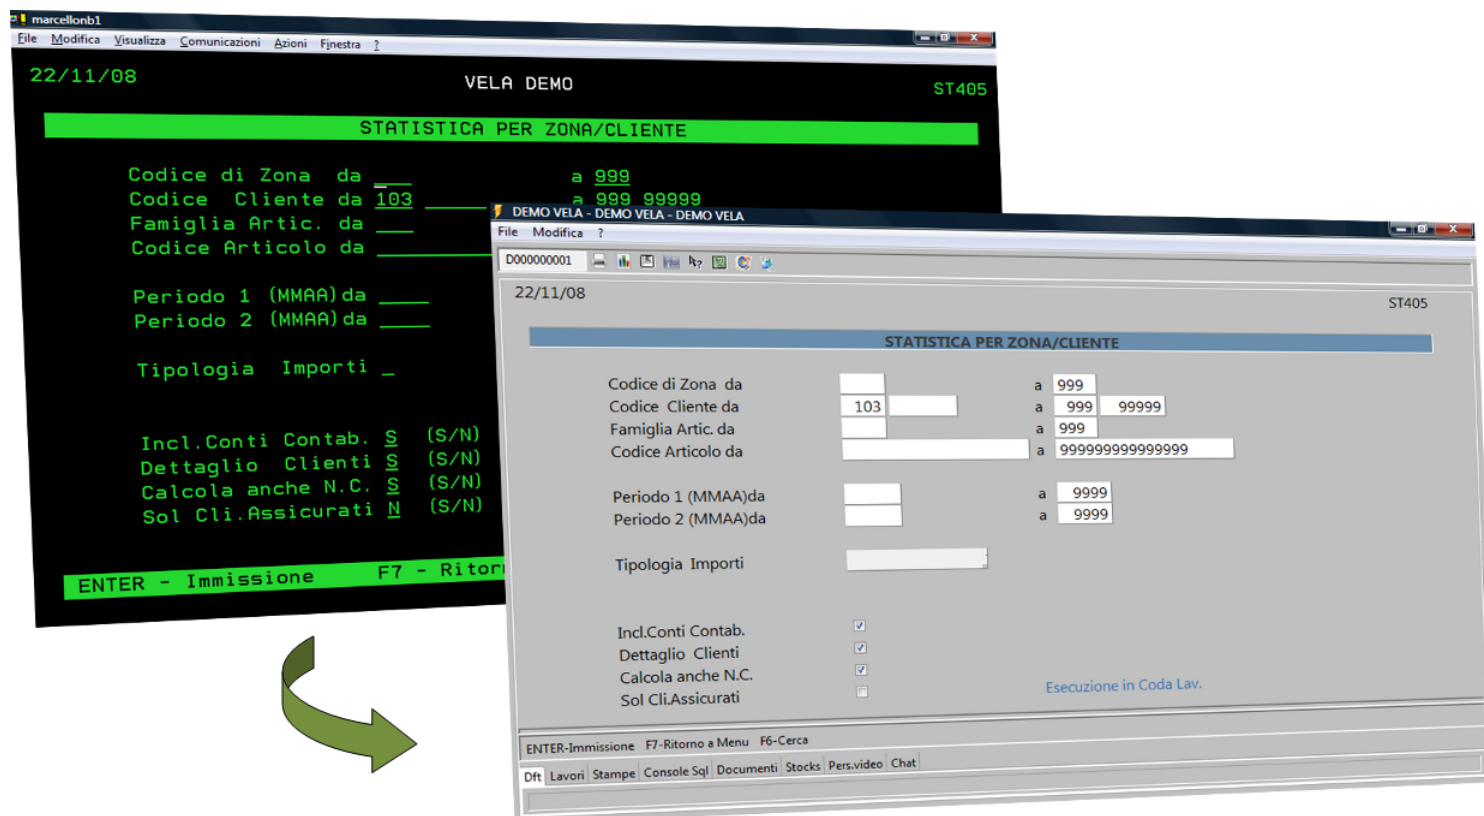 marcellonb1
File Modifica Visualizza Comunicazioni Azioni Finestra ?
22/11/08 VELA DEMO ST405
STATISTICA PER ZONA/CLIENTE
Codice di Zona da ___ a 999
Codice Cliente da 103 _____ a 999 99999
Famiglia Artic. da ___
Codice Articolo da
Periodo 1 (MMAA)da ____
Periodo 2 (MMAA)da ____
Tipologia Importi _
Incl.Conti Contab. S (S/N)
Dettaglio Clienti S (S/N)
Calcola anche N.C. S (S/N)
Sol Cli.Assicurati N (S/N)
ENTER - Immissione F7 - Ritorn
DEMO VELA - DEMO VELA - DEMO VELA
File Modifica ?
D000000001
22/11/08 ST405
STATISTICA PER ZONA/CLIENTE
Codice di Zona da a 999
Codice Cliente da 103 a 999 99999
Famiglia Artic. da a 999
Codice Articolo da a 999999999999999
Periodo 1 (MMAA)da a 9999
Periodo 2 (MMAA)da a 9999
Tipologia Importi
Incl.Conti Contab.
Dettaglio Clienti
Calcola anche N.C.
Sol Cli.Assicurati Esecuzione in Coda Lav.
ENTER-Immissione F7-Ritorno a Menu F6-Cerca
Dft Lavori Stampe Console Sql Documenti Stocks Pers.video Chat